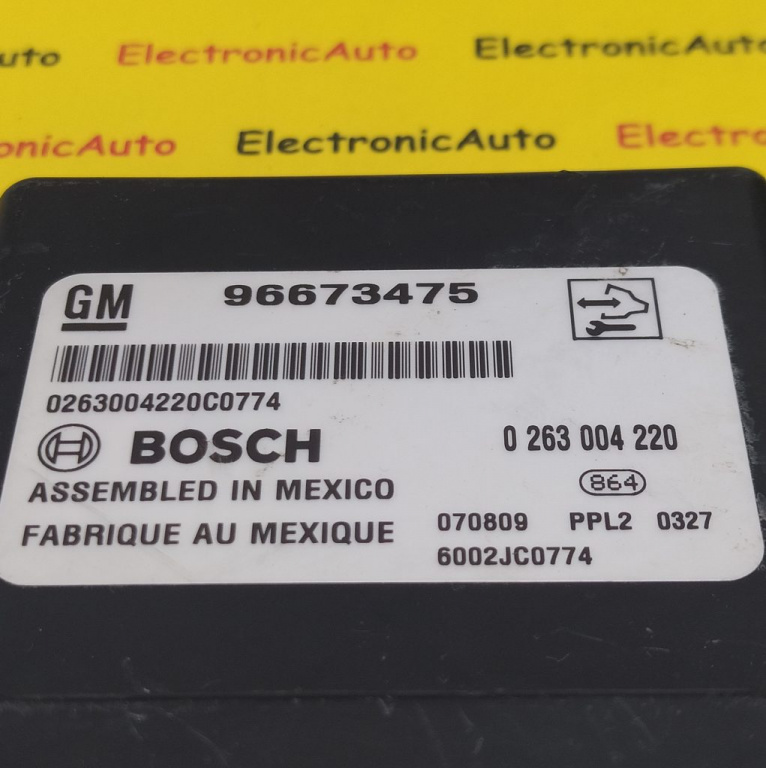 uto ElectronicAuto ElectronicAuto
onicAuto ElectronicAuto Electro
GM 96673475
0263004220C0774
BOSCH 0 263 004 220
864
ASSEMBLED IN MEXICO
FABRIQUE AU MEXIQUE
070809 PPL2 0327
6002JC0774